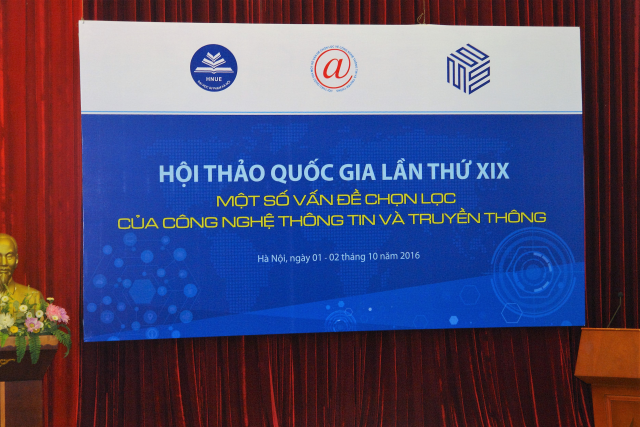 HNUE
HỘI THẢO QUỐC GIA LẦN THỨ XIX
MỘT SỐ VẤN ĐỀ CHỌN LỌC
CỦA CÔNG NGHỆ THÔNG TIN VÀ TRUYỀN THÔNG
Hà Nội, ngày 01 - 02 tháng 10 năm 2016